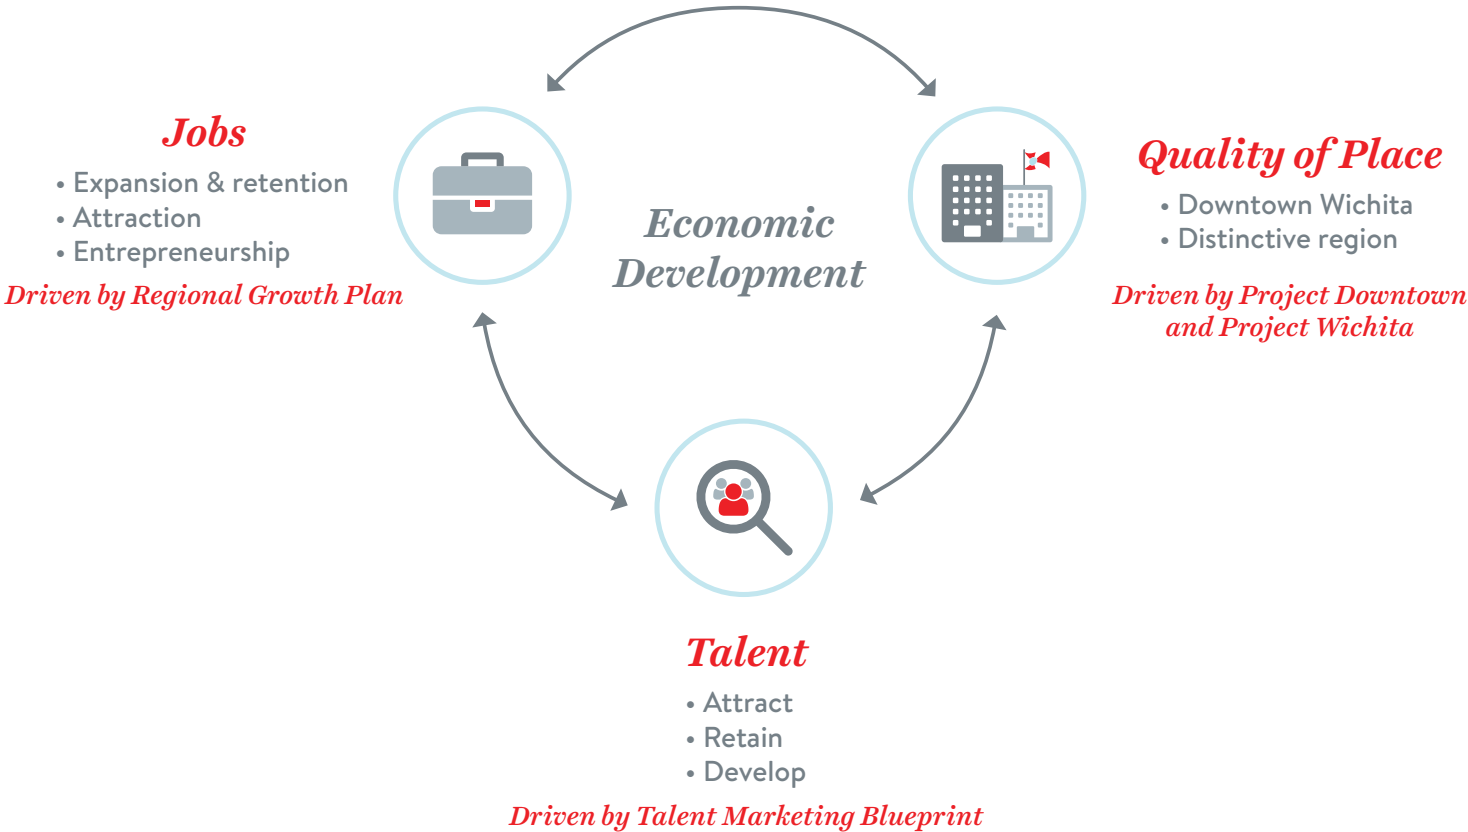 Jobs
• Expansion & retention
• Attraction
• Entrepreneurship
Driven by Regional Growth Plan
Economic
Development
Quality of Place
• Downtown Wichita
• Distinctive region
Driven by Project Downtown
and Project Wichita
Talent
• Attract
• Retain
• Develop
Driven by Talent Marketing Blueprint